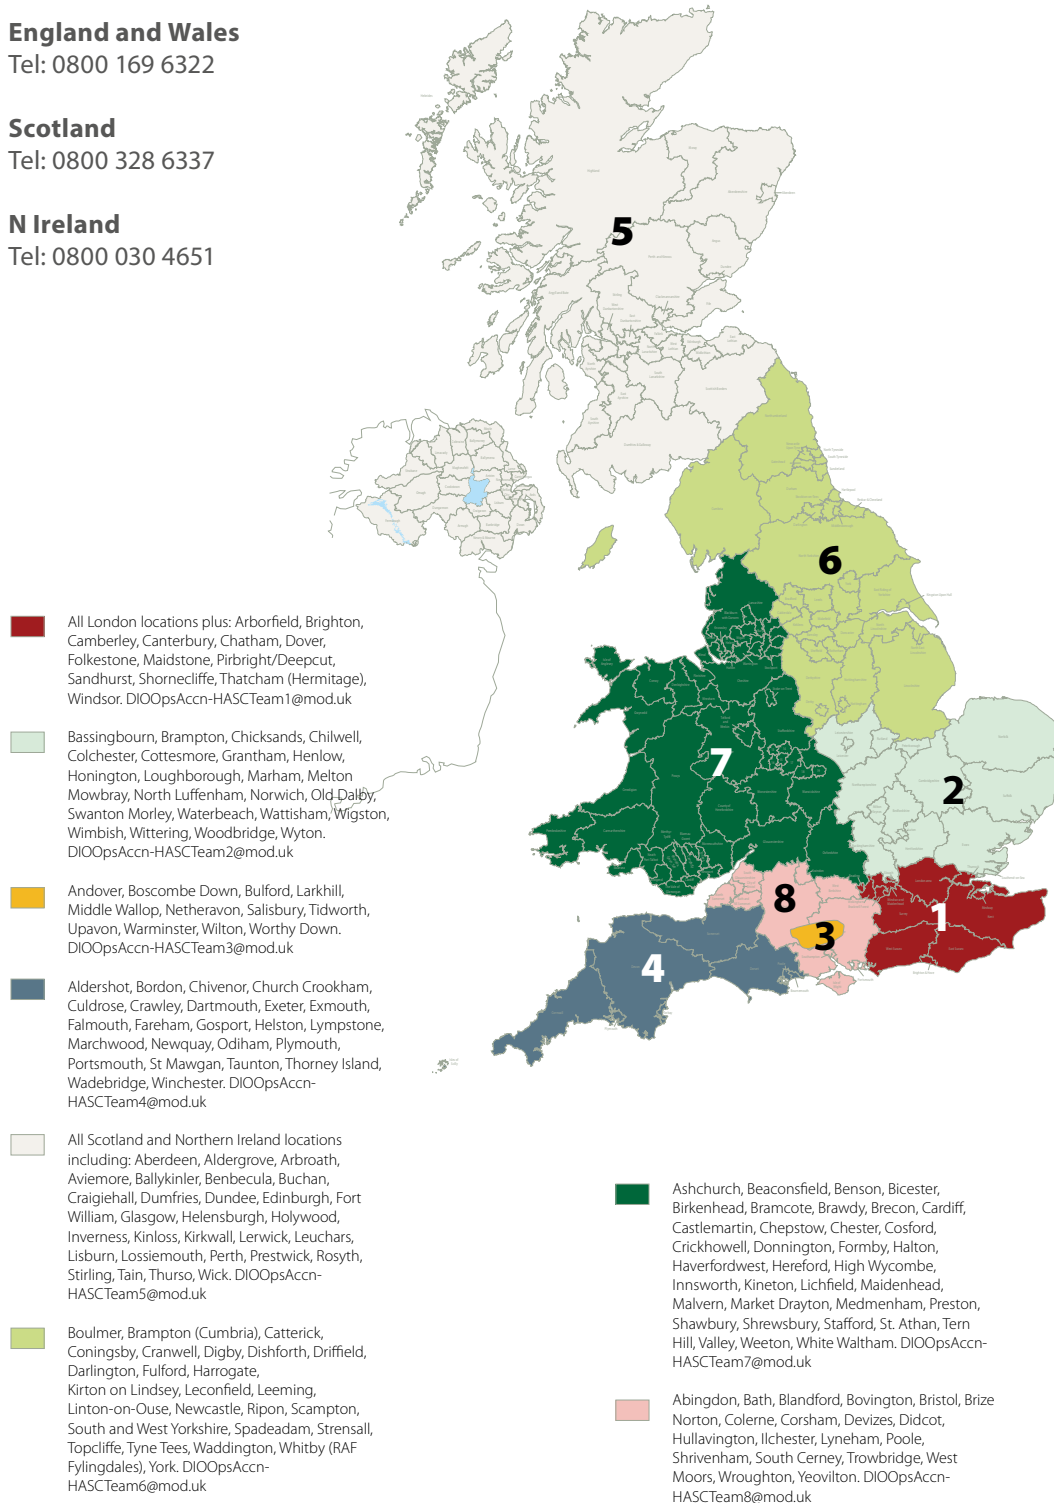 England and Wales
Tel: 0800 169 6322
Scotland
Tel: 0800 328 6337
N Ireland
Tel: 0800 030 4651
5
6
7
2
8
3
1
4
All London locations plus: Arborfield, Brighton,
Camberley, Canterbury, Chatham, Dover,
Folkestone, Maidstone, Pirbright/Deepcut,
Sandhurst, Shornecliffe, Thatcham (Hermitage),
Windsor. DIOOpsAccn-HASCTeam1@mod.uk
Bassingbourn, Brampton, Chicksands, Chilwell,
Colchester, Cottesmore, Grantham, Henlow,
Honington, Loughborough, Marham, Melton
Mowbray, North Luffenham, Norwich, Old Dalby,
Swanton Morley, Waterbeach, Wattisham, Wigston,
Wimbish, Wittering, Woodbridge, Wyton.
DIOOpsAccn-HASCTeam2@mod.uk
Andover, Boscombe Down, Bulford, Larkhill,
Middle Wallop, Netheravon, Salisbury, Tidworth,
Upavon, Warminster, Wilton, Worthy Down.
DIOOpsAccn-HASCTeam3@mod.uk
Aldershot, Bordon, Chivenor, Church Crookham,
Culdrose, Crawley, Dartmouth, Exeter, Exmouth,
Falmouth, Fareham, Gosport, Helston, Lympstone,
Marchwood, Newquay, Odiham, Plymouth,
Portsmouth, St Mawgan, Taunton, Thorney Island,
Wadebridge, Winchester. DIOOpsAccn-
HASCTeam4@mod.uk
All Scotland and Northern Ireland locations
including: Aberdeen, Aldergrove, Arbroath,
Aviemore, Ballykinler, Benbecula, Buchan,
Craigiehall, Dumfries, Dundee, Edinburgh, Fort
William, Glasgow, Helensburgh, Holywood,
Inverness, Kinloss, Kirkwall, Lerwick, Leuchars,
Lisburn, Lossiemouth, Perth, Prestwick, Rosyth,
Stirling, Tain, Thurso, Wick. DIOOpsAccn-
HASCTeam5@mod.uk
Boulmer, Brampton (Cumbria), Catterick,
Coningsby, Cranwell, Digby, Dishforth, Driffield,
Darlington, Fulford, Harrogate,
Kirton on Lindsey, Leconfield, Leeming,
Linton-on-Ouse, Newcastle, Ripon, Scampton,
South and West Yorkshire, Spadeadam, Strensall,
Topcliffe, Tyne Tees, Waddington, Whitby (RAF
Fylingdales), York. DIOOpsAccn-
HASCTeam6@mod.uk
Ashchurch, Beaconsfield, Benson, Bicester,
Birkenhead, Bramcote, Brawdy, Brecon, Cardiff,
Castlemartin, Chepstow, Chester, Cosford,
Crickhowell, Donnington, Formby, Halton,
Haverfordwest, Hereford, High Wycombe,
Innsworth, Kineton, Lichfield, Maidenhead,
Malvern, Market Drayton, Medmenham, Preston,
Shawbury, Shrewsbury, Stafford, St. Athan, Tern
Hill, Valley, Weeton, White Waltham. DIOOpsAccn-
HASCTeam7@mod.uk
Abingdon, Bath, Blandford, Bovington, Bristol, Brize
Norton, Colerne, Corsham, Devizes, Didcot,
Hullavington, Ilchester, Lyneham, Poole,
Shrivenham, South Cerney, Trowbridge, West
Moors, Wroughton, Yeovilton. DIOOpsAccn-
HASCTeam8@mod.uk